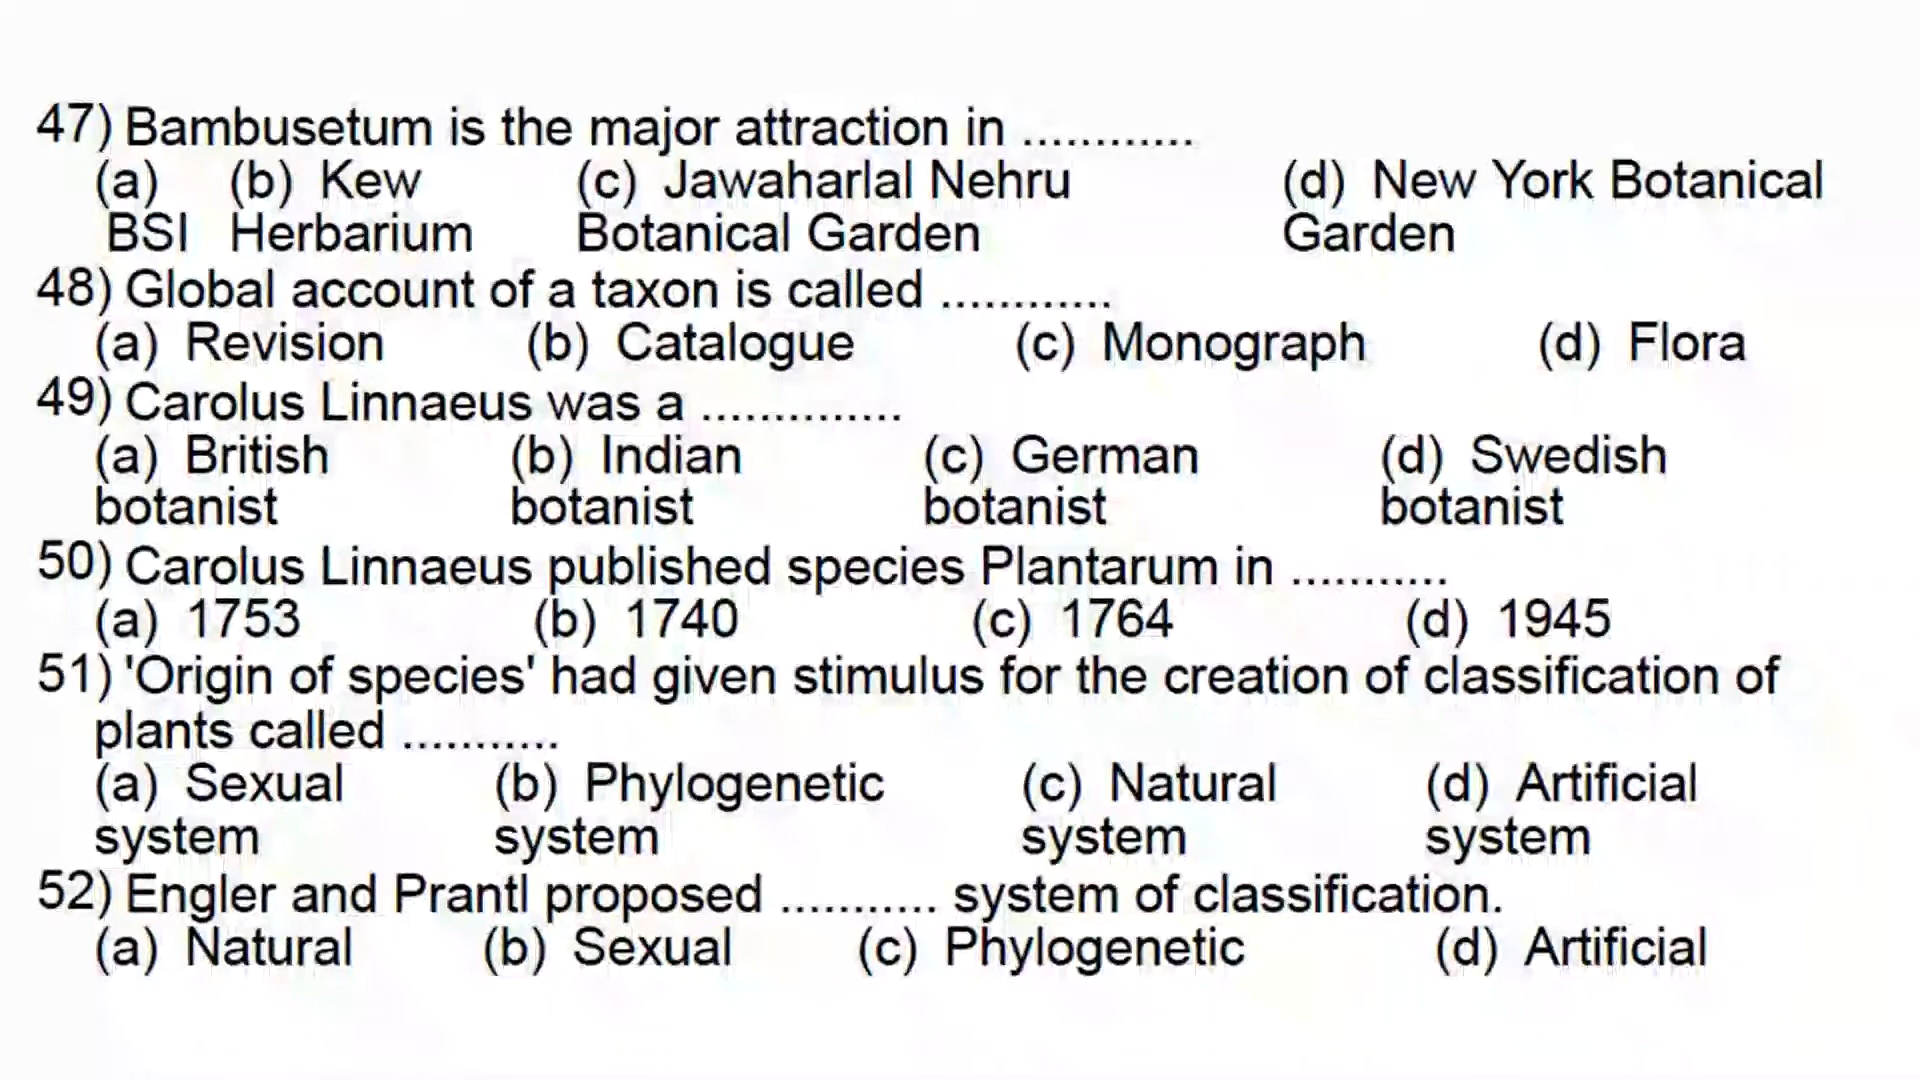 47) Bambusetum is the major attraction in ............
(a) (b) Kew (c) Jawaharlal Nehru (d) New York Botanical
BSI Herbarium Botanical Garden Garden
48) Global account of a taxon is called ............
(a) Revision (b) Catalogue (c) Monograph (d) Flora
49) Carolus Linnaeus was a ..............
(a) British (b) Indian (c) German (d) Swedish
botanist botanist botanist botanist
50) Carolus Linnaeus published species Plantarum in ...........
(a) 1753 (b) 1740 (c) 1764 (d) 1945
51) 'Origin of species' had given stimulus for the creation of classification of
plants called ...........
(a) Sexual (b) Phylogenetic (c) Natural (d) Artificial
system system system system
52) Engler and Prantl proposed ........... system of classification.
(a) Natural (b) Sexual (c) Phylogenetic (d) Artificial